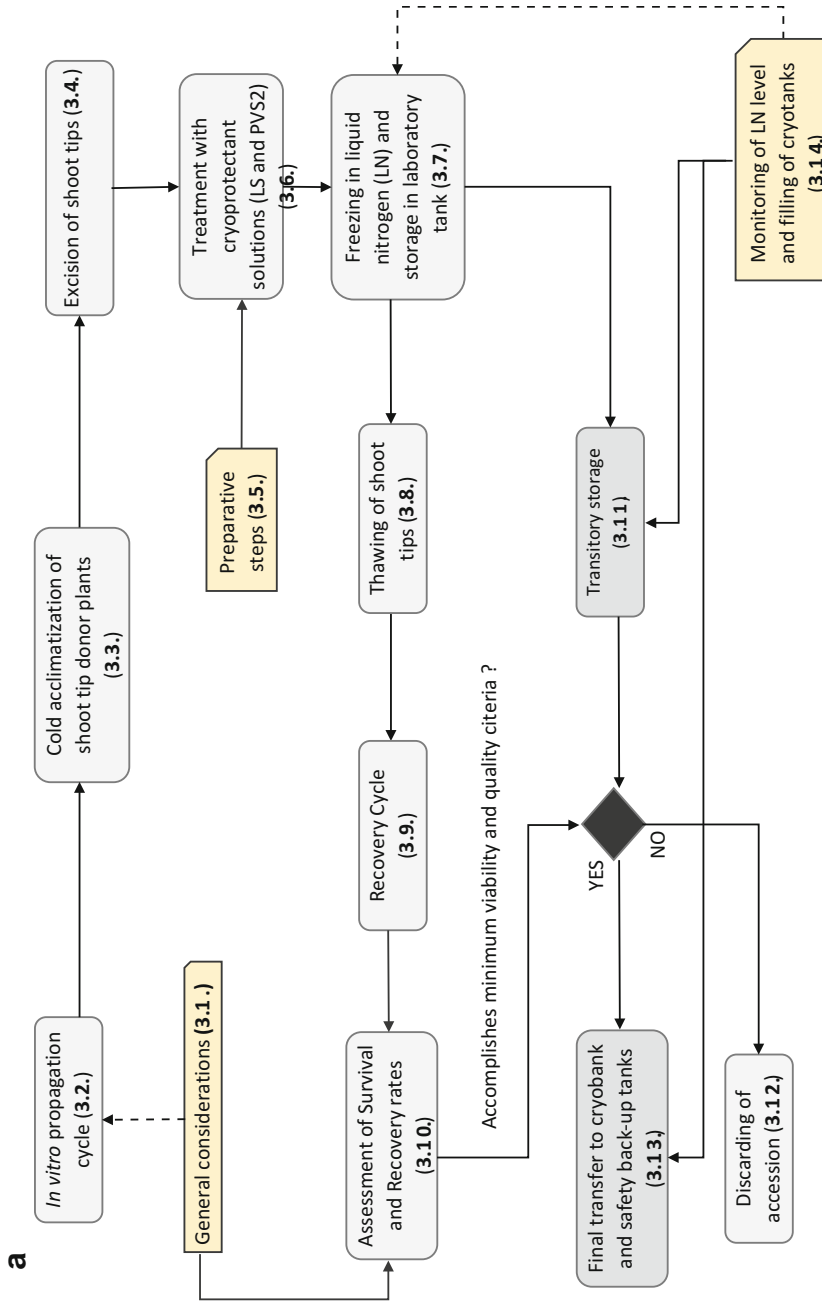 a
In vitro propagation
cycle (3.2.)
Cold acclimatization of
shoot tip donor plants
(3.3.)
Excision of shoot tips (3.4.)
General considerations (3.1.)
Preparative
steps (3.5.)
Treatment with
cryoprotectant
solutions (LS and PVS2)
(3.6.)
Assessment of Survival
and Recovery rates
(3.10.)
Recovery Cycle
(3.9.)
Thawing of shoot
tips (3.8.)
Freezing in liquid
nitrogen (LN) and
storage in laboratory
tank (3.7.)
Accomplishes minimum viability and quality citeria ?
YES
NO
Final transfer to cryobank
and safety back-up tanks
(3.13.)
Transitory storage
(3.11)
Discarding of
accession (3.12.)
Monitoring of LN level
and filling of cryotanks
(3.14.)